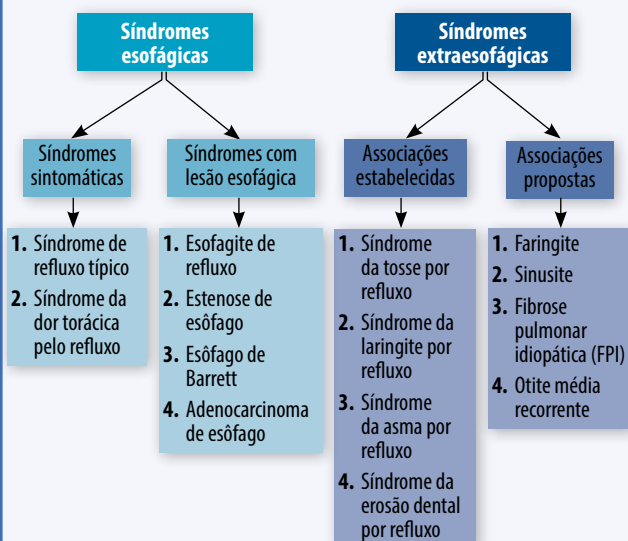 Síndromes
esofágicas
Síndromes
extraesofágicas
Síndromes
sintomáticas
Síndromes com
lesão esofágica
Associações
estabelecidas
Associações
propostas
1. Síndrome de
refluxo típico
2. Síndrome da
dor torácica
pelo refluxo
1. Esofagite de
refluxo
2. Estenose de
esôfago
3. Esôfago de
Barrett
4. Adenocarcinoma
de esôfago
1. Síndrome
da tosse por
refluxo
2. Síndrome da
laringite por
refluxo
3. Síndrome
da asma por
refluxo
4. Síndrome da
erosão dental
por refluxo
1. Faringite
2. Sinusite
3. Fibrose
pulmonar
idiopática (FPI)
4. Otite média
recorrente